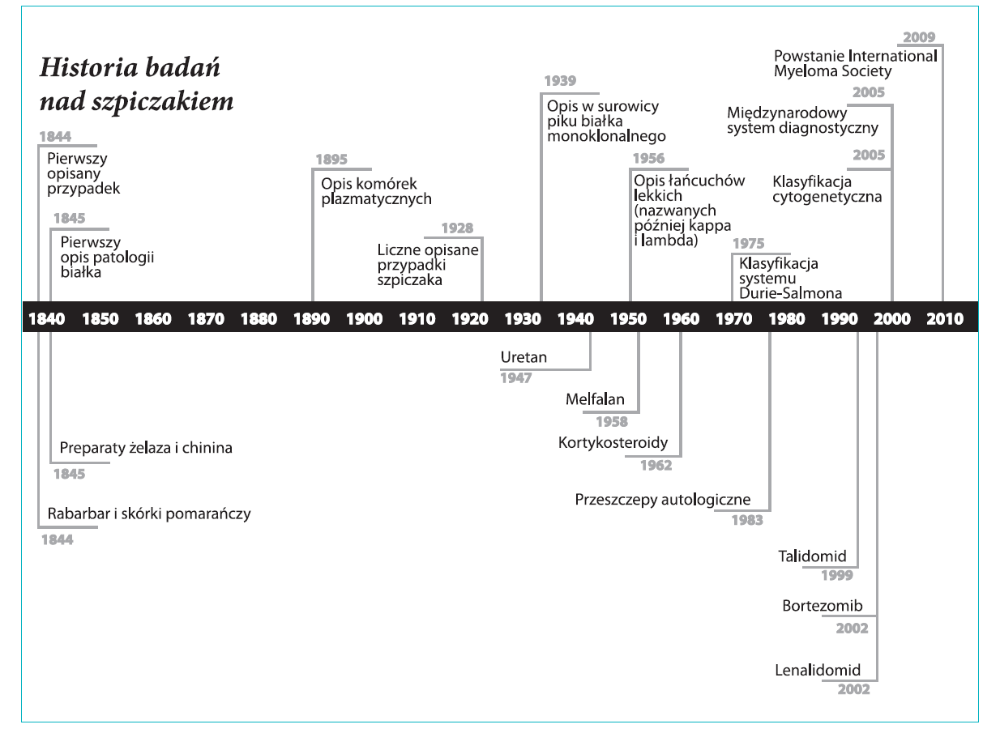 Historia badań
nad szpiczakiem
1844
Pierwszy
opisany
przypadek
1845
Pierwszy
opis patologii
białka
1895
Opis komórek
plazmatycznych
1928
Liczne opisane
przypadki
szpiczaka
1939
Opis w surowicy
piku białka
monoklonalnego
1956
Opis łańcuchów
lekkich
(nazwanych
później kappa
i lambda)
1975
Klasyfikacja
systemu
Durie-Salmona
2005
Klasyfikacja
cytogenetyczna
2005
Międzynarodowy
system diagnostyczny
2009
Powstanie International
Myeloma Society
1840 1850 1860 1870 1880 1890 1900 1910 1920 1930 1940 1950 1960 1970 1980 1990 2000 2010
Uretan
1947
Melfalan
1958
Kortykosteroidy
1962
Preparaty żelaza i chinina
1845
Rabarbar i skórki pomarańczy
1844
Przeszczepy autologiczne
1983
Talidomid
1999
Bortezomib
2002
Lenalidomid
2002